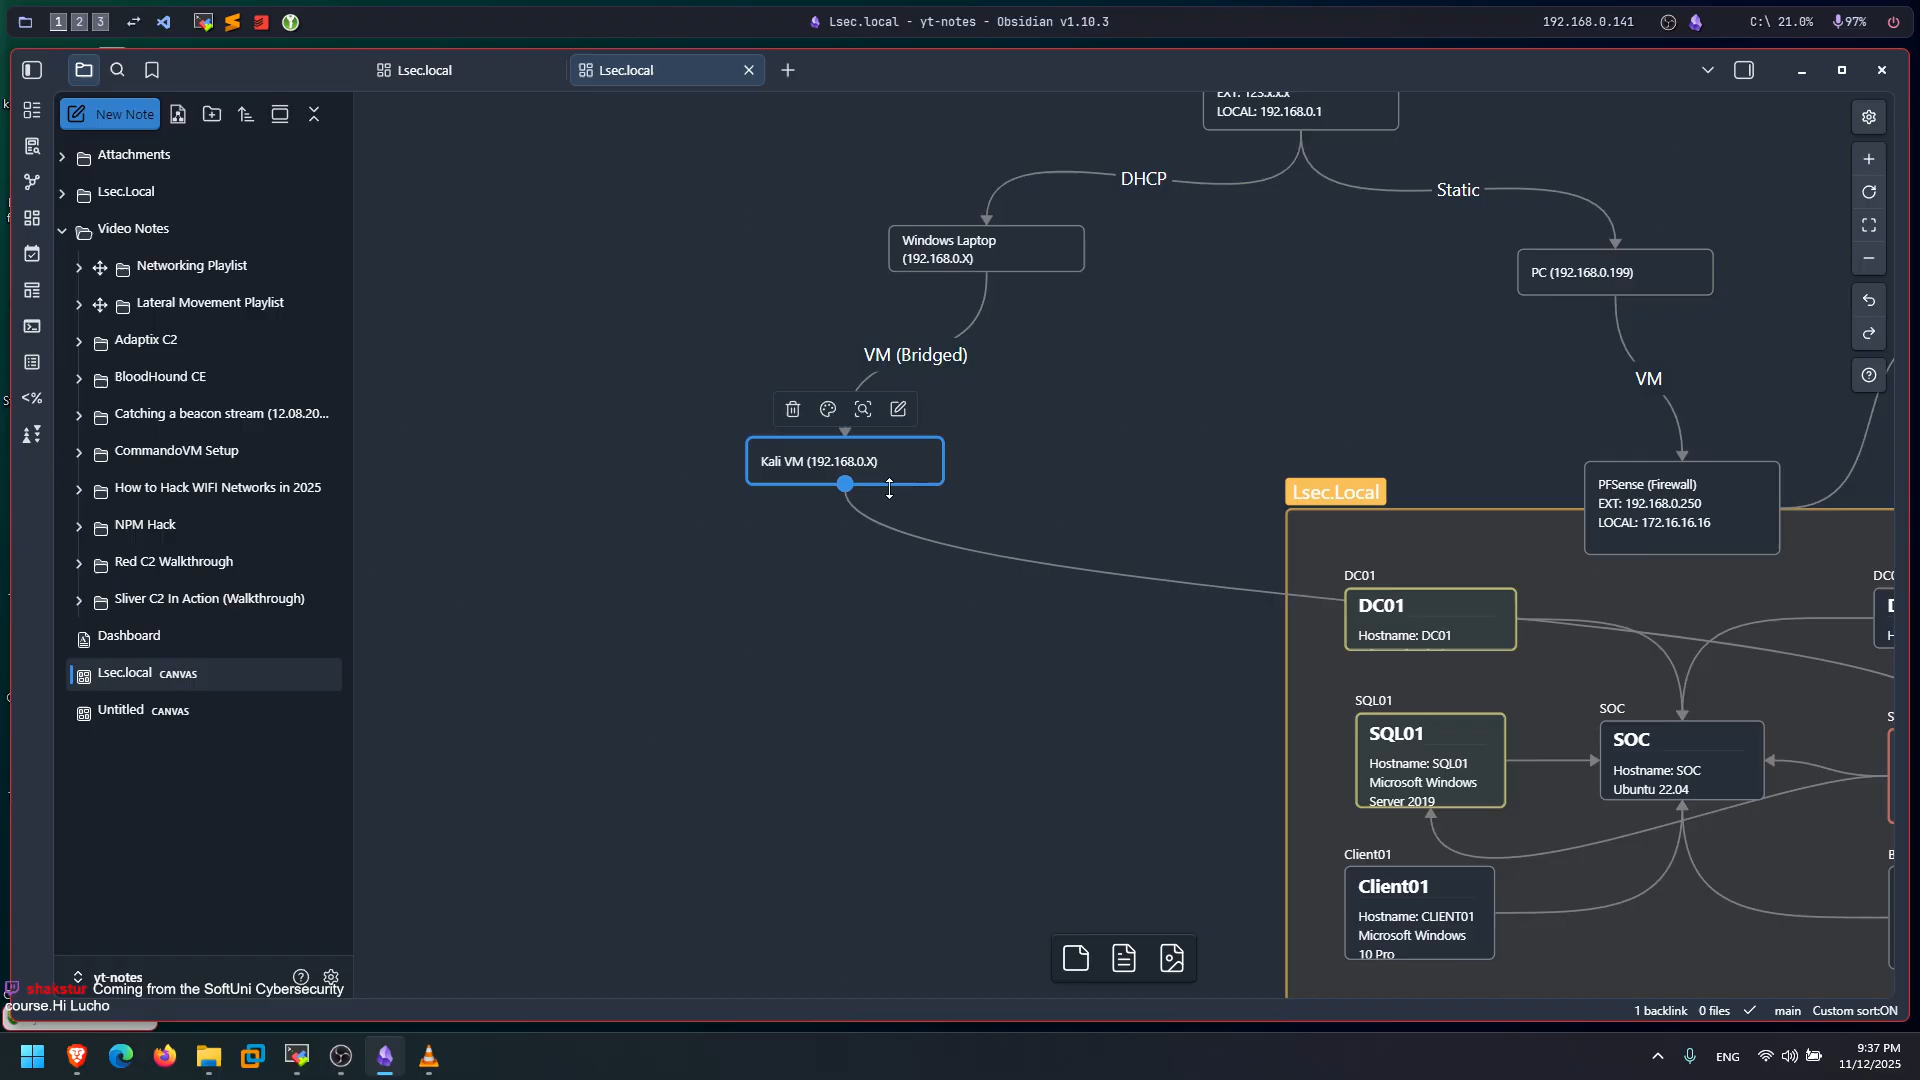 1 2 3
Lsec.local - yt-notes - Obsidian v1.10.3
192.168.0.141
C:\ 21.0%
97%
Lsec.local
Lsec.local
New Note
Attachments
Lsec.Local
Video Notes
Networking Playlist
Lateral Movement Playlist
Adaptix C2
BloodHound CE
Catching a beacon stream (12.08.20...
CommandoVM Setup
How to Hack WIFI Networks in 2025
NPM Hack
Red C2 Walkthrough
Sliver C2 In Action (Walkthrough)
Dashboard
Lsec.local CANVAS
Untitled CANVAS
yt-notes
shakstur Coming from the SoftUni Cybersecurity
course.Hi Lucho
EXT: 123.x.x.x
LOCAL: 192.168.0.1
DHCP
Static
Windows Laptop
(192.168.0.X)
PC (192.168.0.199)
VM (Bridged)
VM
Kali VM (192.168.0.X)
PFSense (Firewall)
EXT: 192.168.0.250
LOCAL: 172.16.16.16
Lsec.Local
DC01
DC01
Hostname: DC01
SQL01
SQL01
Hostname: SQL01
Microsoft Windows
Server 2019
SOC
SOC
Hostname: SOC
Ubuntu 22.04
Client01
Client01
Hostname: CLIENT01
Microsoft Windows
10 Pro
1 backlink 0 files main Custom sort:ON
ENG
9:37 PM
11/12/2025